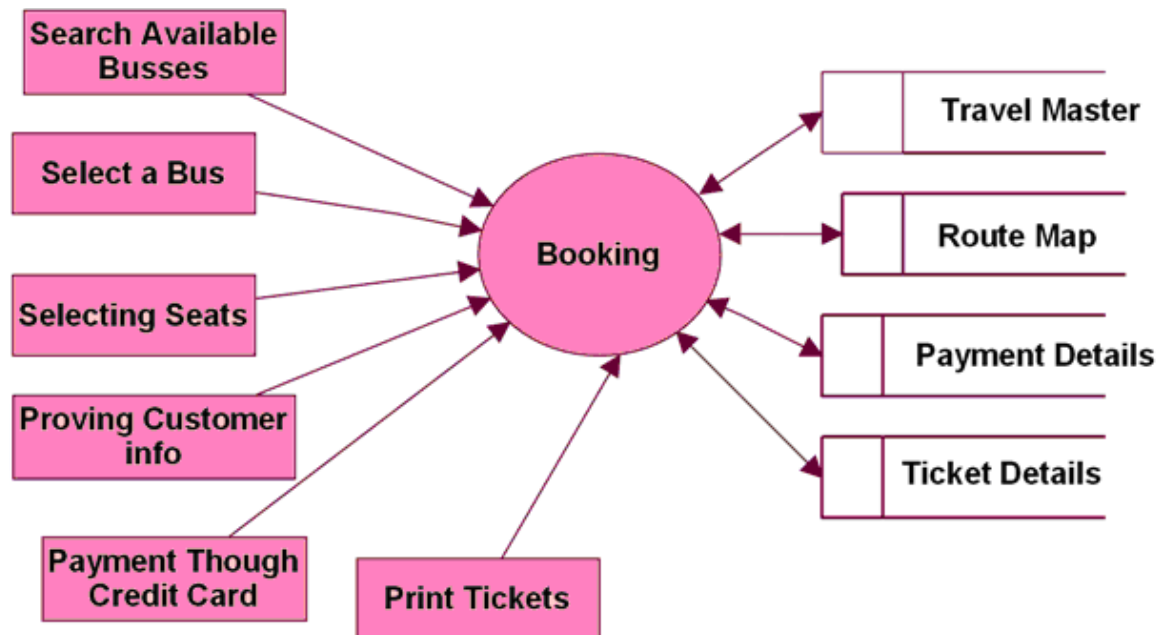 Search Available
Busses
Select a Bus
Selecting Seats
Proving Customer
info
Payment Though
Credit Card
Print Tickets
Booking
Travel Master
Route Map
Payment Details
Ticket Details